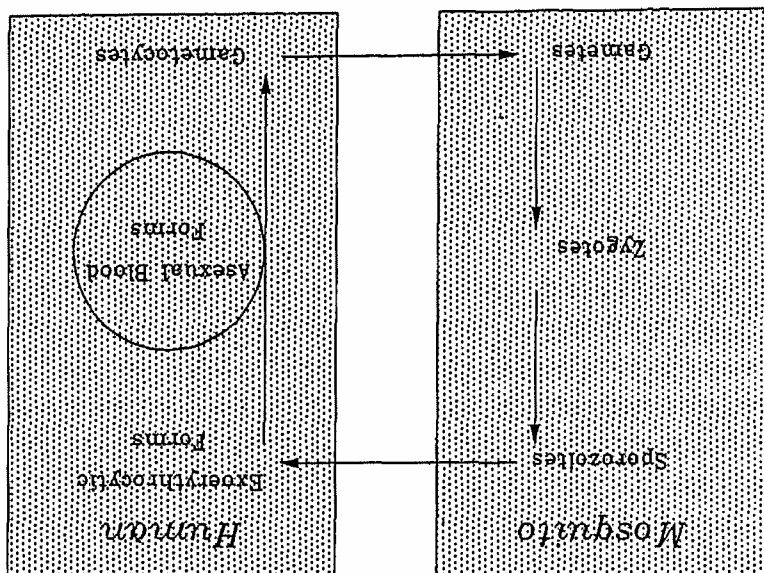 Mosquito
Human
Sporozoites
Exoerythrocytic
Forms
Zygotes
Asexual Blood
Forms
Gametes
Gametocytes